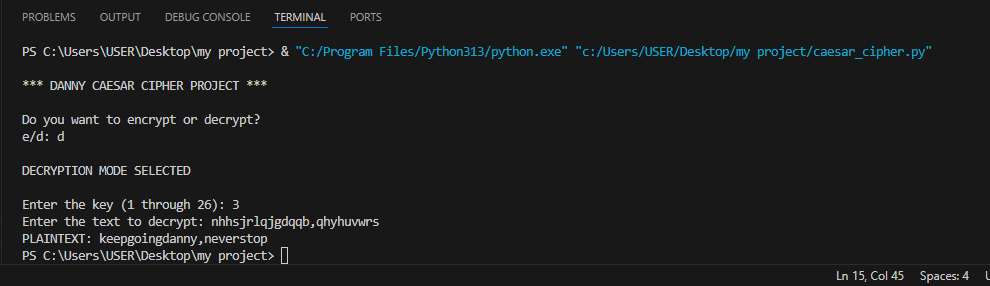 PROBLEMS OUTPUT DEBUG CONSOLE TERMINAL PORTS
PS C:\Users\USER\Desktop\my project> & "C:/Program Files/Python313/python.exe" "c:/Users/USER/Desktop/my project/caesar_cipher.py"
*** DANNY CAESAR CIPHER PROJECT ***
Do you want to encrypt or decrypt?
e/d: d
DECRYPTION MODE SELECTED
Enter the key (1 through 26): 3
Enter the text to decrypt: nhhsjrlqjgdqqb,qhyhuvwrs
PLAINTEXT: keepgoingdanny,neverstop
PS C:\Users\USER\Desktop\my project>
Ln 15, Col 45 Spaces: 4